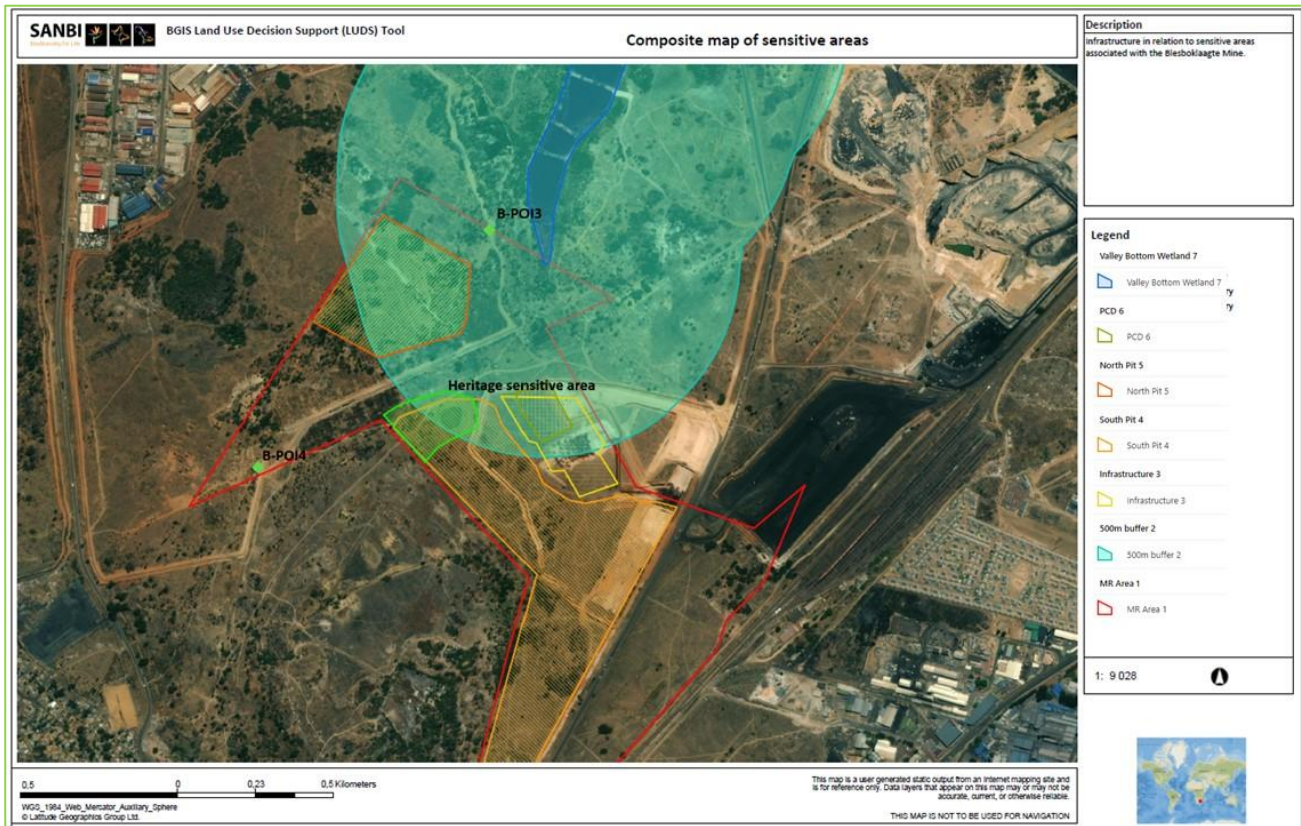 SANBI
Biodiversity for Life
BGIS Land Use Decision Support (LUDS) Tool
Composite map of sensitive areas
Description
Infrastructure in relation to sensitive areas
associated with the Blesboklaagte Mine.
B-POI3
Heritage sensitive area
B-POI4
Legend
Valley Bottom Wetland 7
Valley Bottom Wetland 7
ry
ry
PCD 6
PCD 6
North Pit 5
North Pit 5
South Pit 4
South Pit 4
Infrastructure 3
Infrastructure 3
500m buffer 2
500m buffer 2
MR Area 1
MR Area 1
1: 9 028
0,5 0 0,23 0,5 Kilometers
WGS_1984_Web_Mercator_Auxiliary_Sphere
© Latitude Geographics Group Ltd.
This map is a user generated static output from an Internet mapping site and
is for reference only. Data layers that appear on this map may or may not be
accurate, current, or otherwise reliable.
THIS MAP IS NOT TO BE USED FOR NAVIGATION